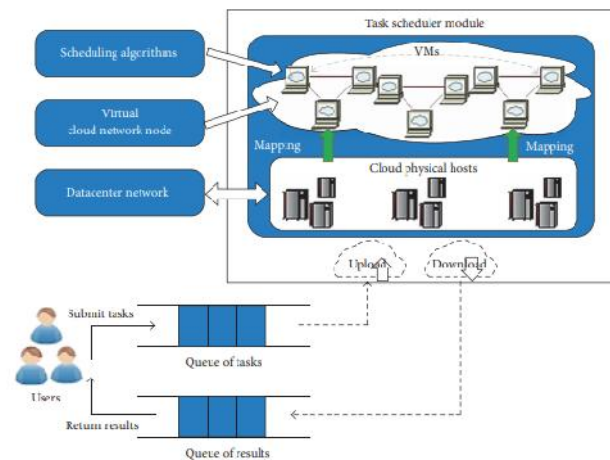 Task scheduler module
Scheduling algorithms
VMs
Virtual
cloud network node
Mapping
Mapping
Cloud physical hosts
Datacenter network
Upload
Download
Submit tasks
Queue of tasks
Users
Return results
Queue of results